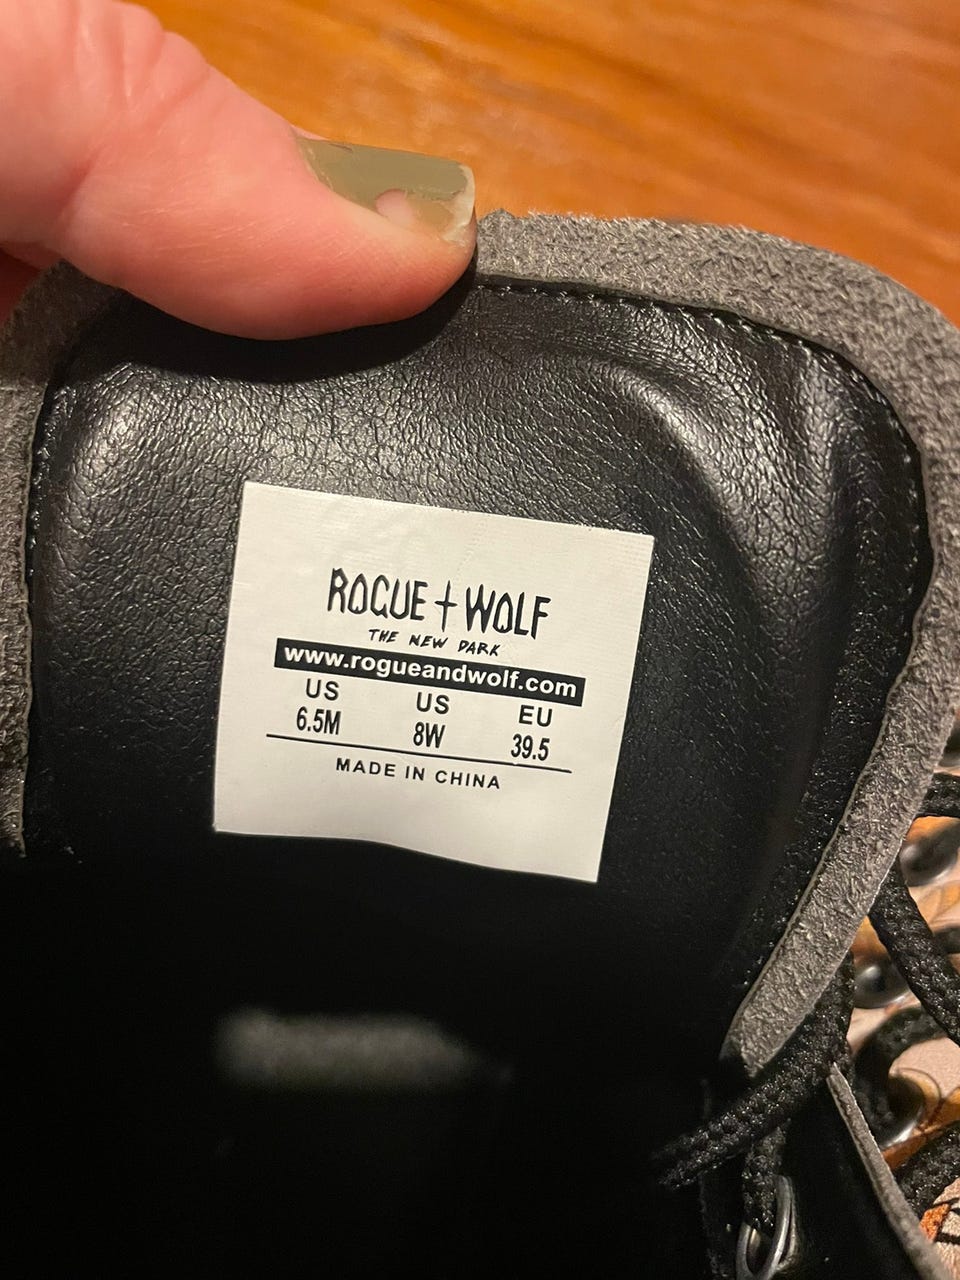 ROGUE + WOLF
THE NEW DARK
www.rogueandwolf.com
US US EU
6.5M 8W 39.5
MADE IN CHINA